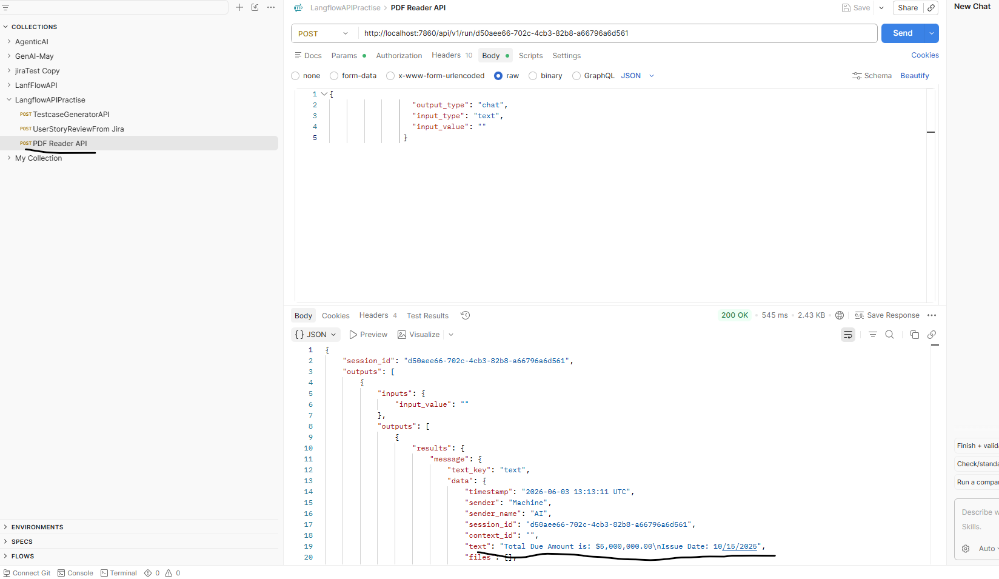 COLLECTIONS
AgenticAI
GenAI-May
jiraTest Copy
LanfFlowAPI
LangflowAPIPractise
POST TestcaseGeneratorAPI
POST UserStoryReviewFrom Jira
POST PDF Reader API
My Collection
ENVIRONMENTS
SPECS
FLOWS
Connect Git Console Terminal 0 0
HTTP LangflowAPIPractise > PDF Reader API Save Share
POST http://localhost:7860/api/v1/run/d50aee66-702c-4cb3-82b8-a66796a6d561 Send
Docs Params Authorization Headers 10 Body Scripts Settings Cookies
none form-data x-www-form-urlencoded raw binary GraphQL JSON Schema Beautify
1 {
2 "output_type": "chat",
3 "input_type": "text",
4 "input_value": ""
5 }
Body Cookies Headers 4 Test Results 200 OK • 545 ms • 2.43 KB • e.g. Save Response
{} JSON Preview Visualize
1 {
2 "session_id": "d50aee66-702c-4cb3-82b8-a66796a6d561",
3 "outputs": [
4 {
5 "inputs": {
6 "input_value": ""
7 },
8 "outputs": [
9 {
10 "results": {
11 "message": {
12 "text_key": "text",
13 "data": {
14 "timestamp": "2026-06-03 13:13:11 UTC",
15 "sender": "Machine",
16 "sender_name": "AI",
17 "session_id": "d50aee66-702c-4cb3-82b8-a66796a6d561",
18 "context_id": "",
19 "text": "Total Due Amount is: $5,000,000.00\nIssue Date: 10/15/2025",
20 "files": [],
New Chat
Finish + valid
Check/standa
Run a compa
Describe w
Skills.
Auto